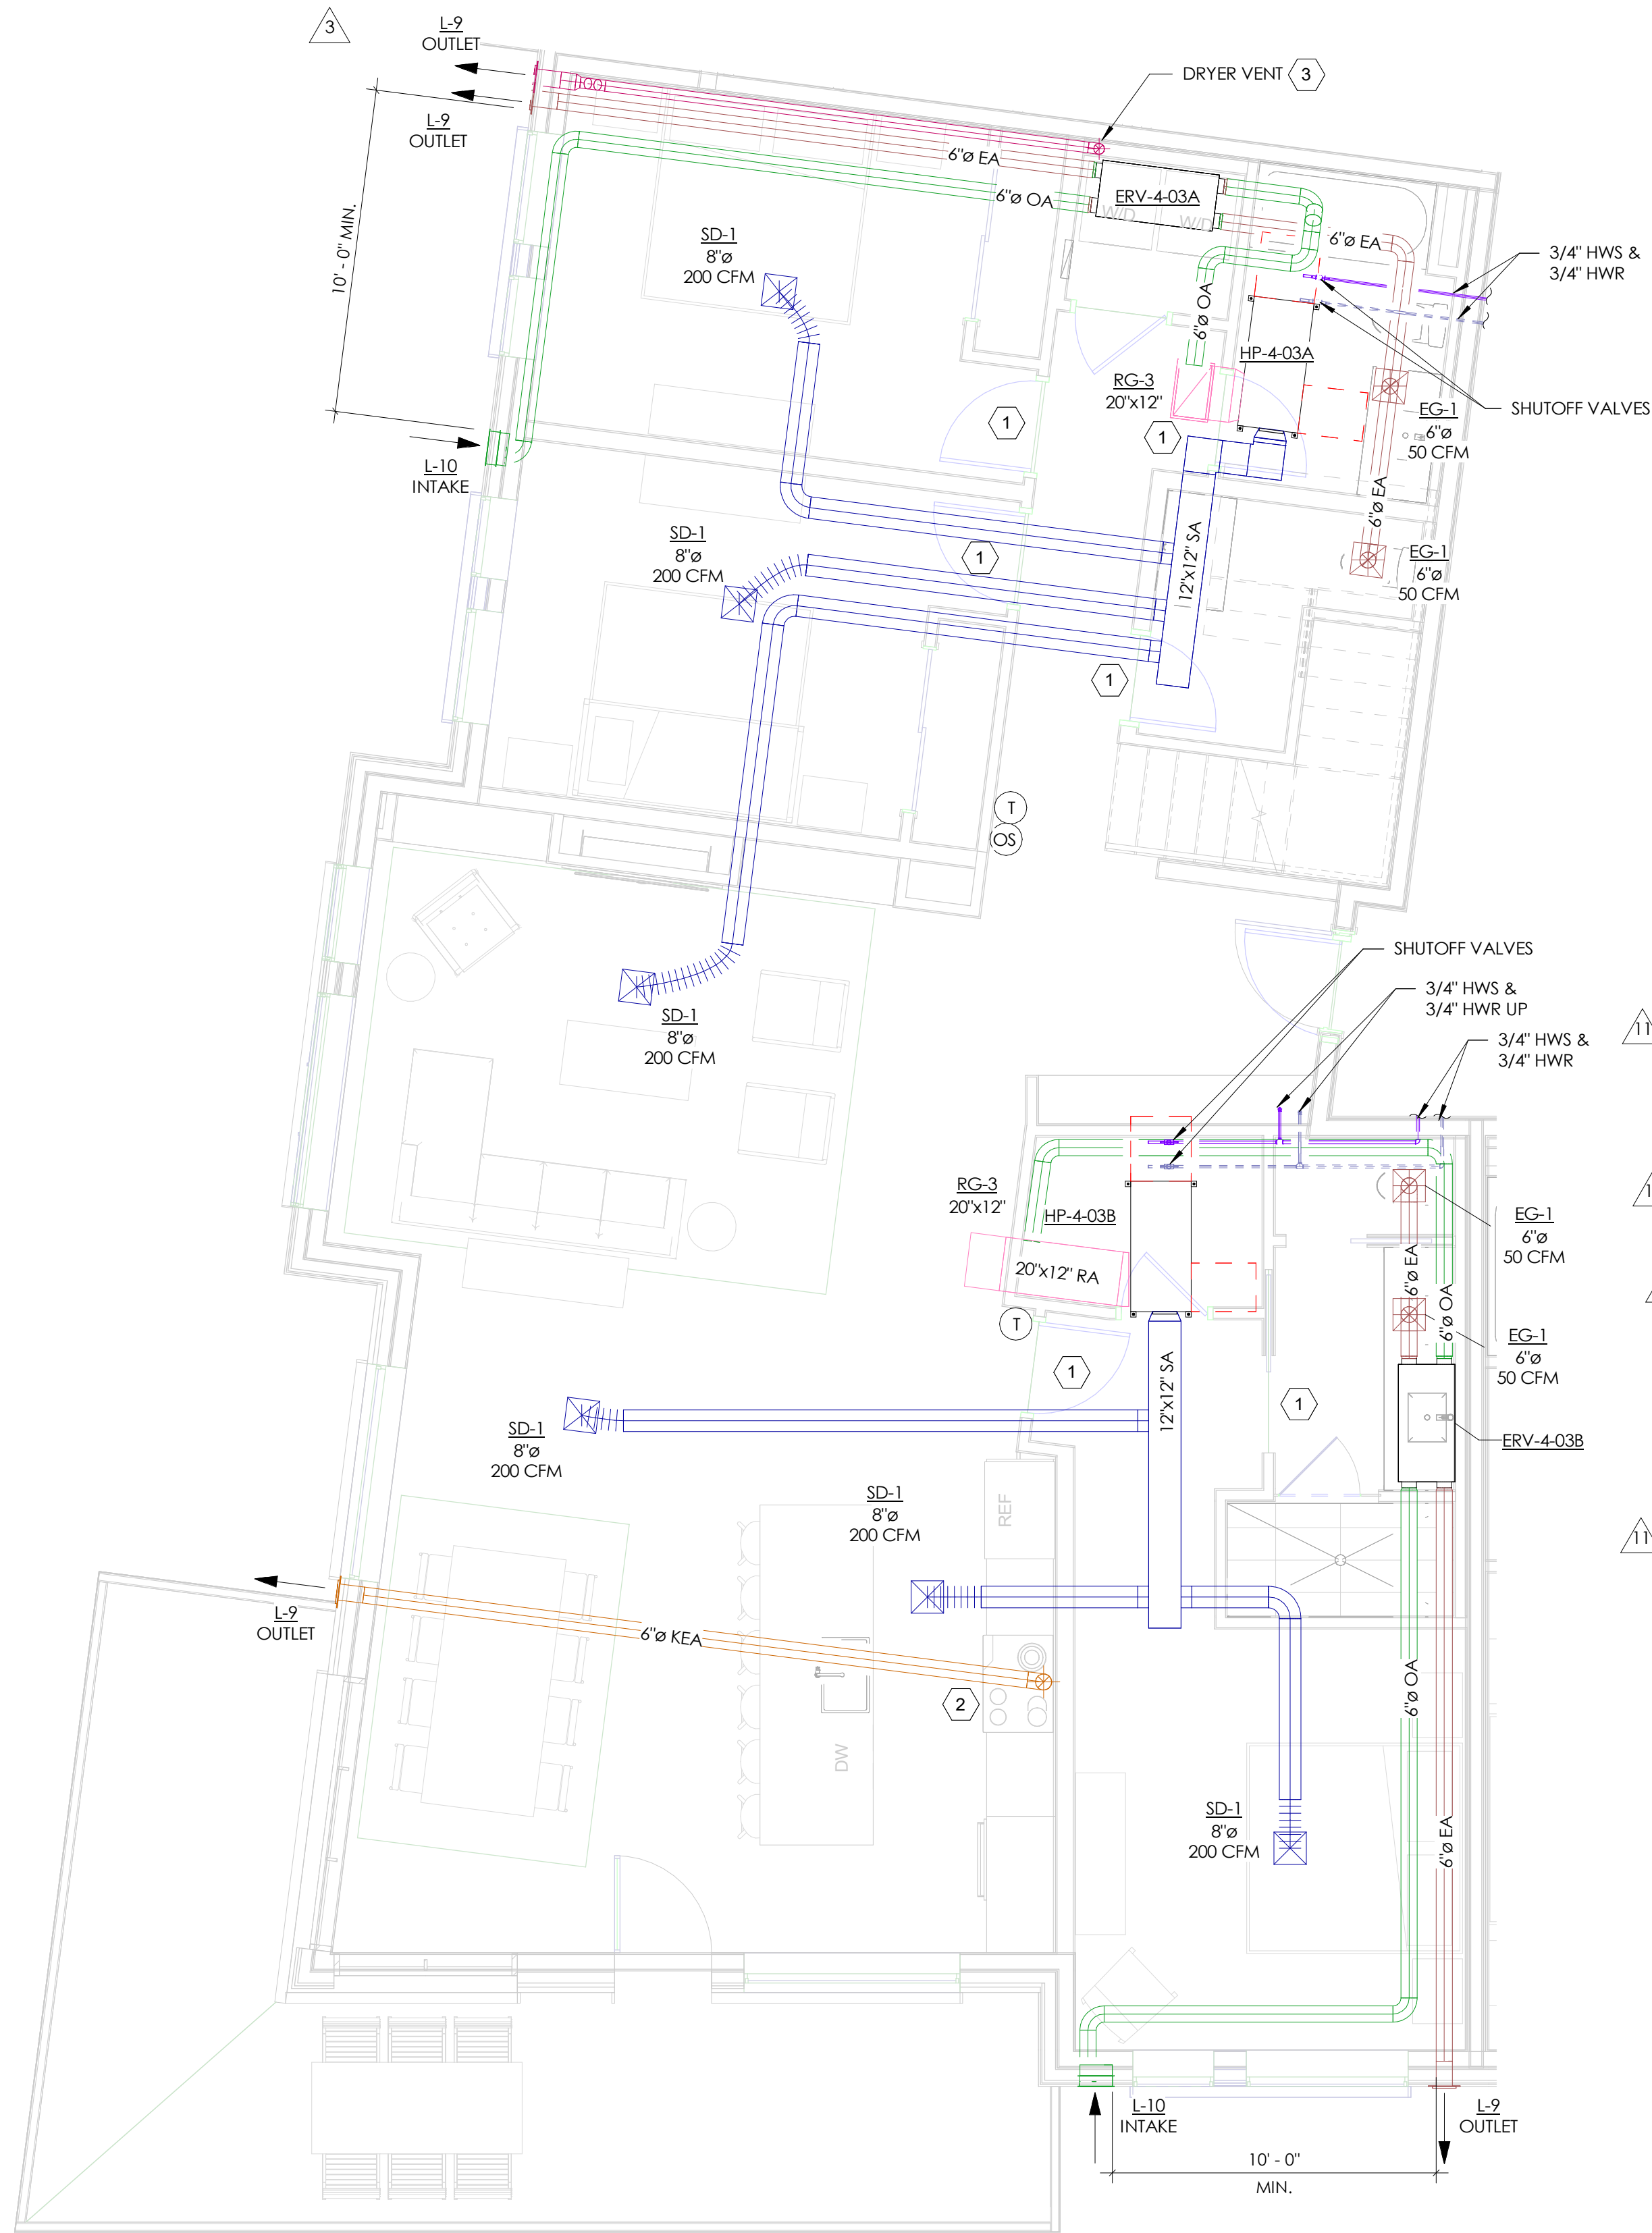 3
L-9
OUTLET
DRYER VENT 3
L-9
OUTLET
6"ø EA
6"ø OA
ERV-4-03A
W/D
W/D
10' - 0" MIN.
SD-1
8"ø
200 CFM
6"ø EA
3/4" HWS &
3/4" HWR
6"ø OA
HP-4-03A
RG-3
20"x12"
SHUTOFF VALVES
EG-1
6"ø
50 CFM
1
1
L-10
INTAKE
6"ø EA
SD-1
8"ø
200 CFM
1
12"x12" SA
EG-1
6"ø
50 CFM
1
T
OS
SHUTOFF VALVES
3/4" HWS &
3/4" HWR UP
SD-1
8"ø
200 CFM
11
3/4" HWS &
3/4" HWR
RG-3
20"x12"
HP-4-03B
1
EG-1
6"ø
50 CFM
20"x12" RA
6"ø EA
6"ø OA
T
EG-1
6"ø
50 CFM
1
12"x12" SA
1
SD-1
8"ø
200 CFM
ERV-4-03B
SD-1
8"ø
200 CFM
REF
11
L-9
OUTLET
6"ø KEA
2
6"ø OA
DW
SD-1
8"ø
200 CFM
6"ø EA
L-10
INTAKE
L-9
OUTLET
10' - 0"
MIN.